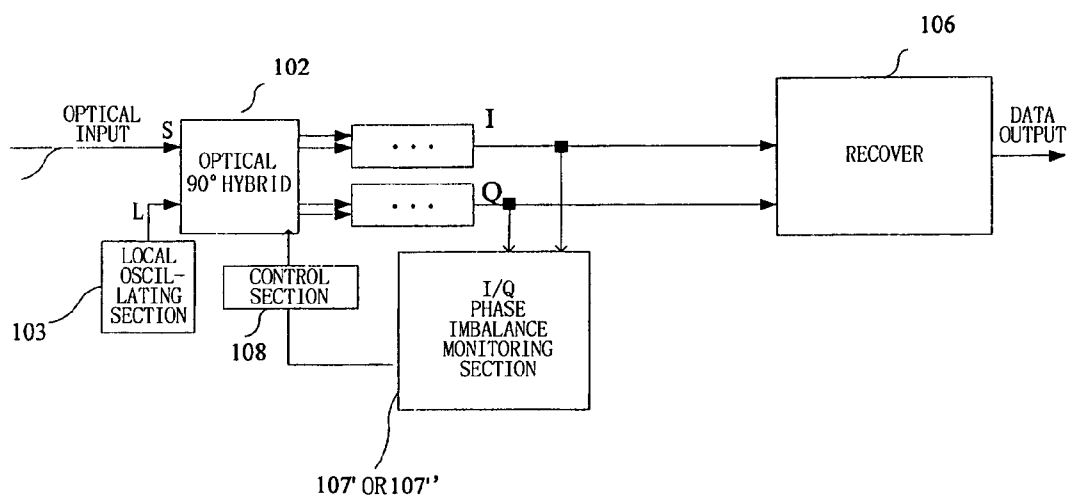 106
102
OPTICAL
INPUT
S
I
DATA
OUTPUT
OPTICAL
90° HYBRID
• • •
RECOVER
L
Q
• • •
LOCAL
OSCIL-
LATING
SECTION
CONTROL
SECTION
I/Q
PHASE
IMBALANCE
MONITORING
SECTION
103
108
107' OR 107''